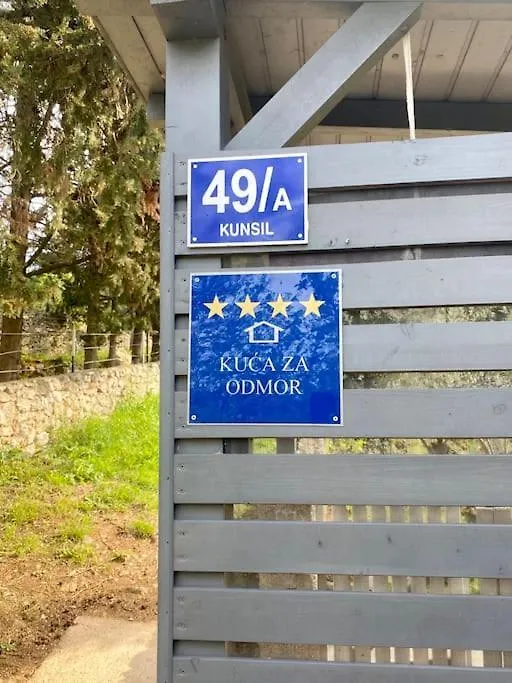 49/A
KUNSIL
KUĆA ZA
ODMOR